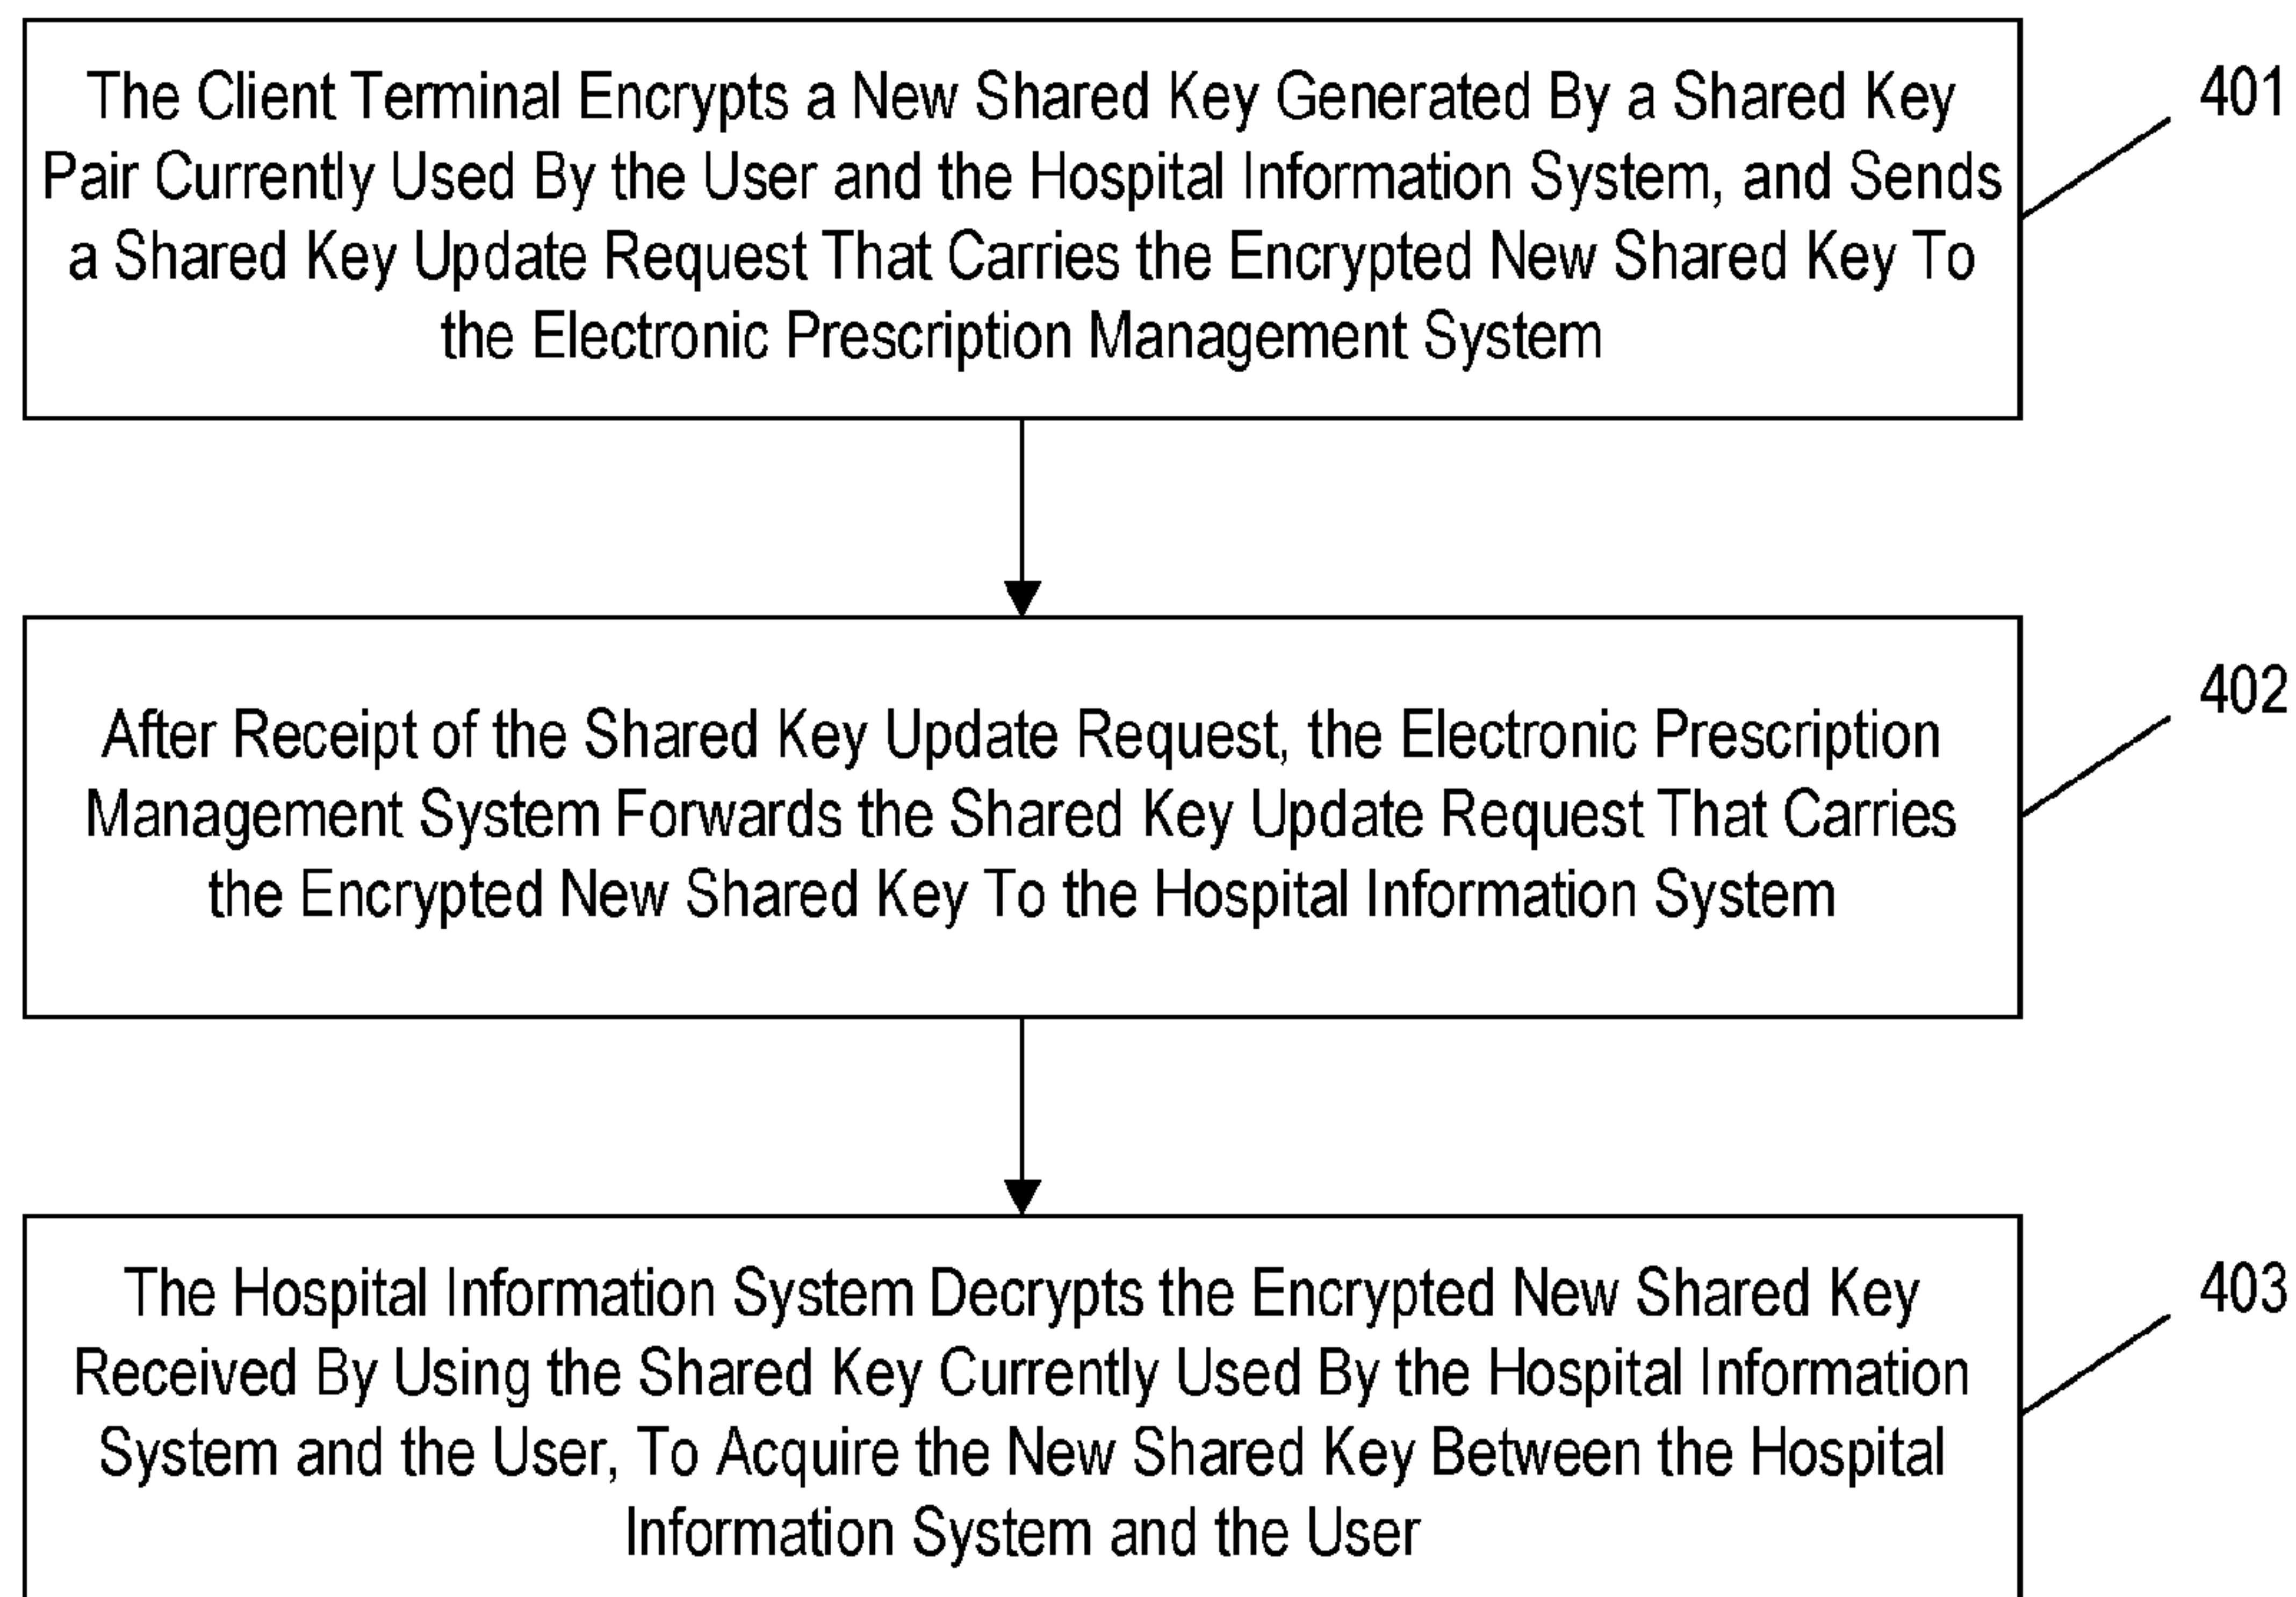 The Client Terminal Encrypts a New Shared Key Generated By a Shared Key
Pair Currently Used By the User and the Hospital Information System, and Sends
a Shared Key Update Request That Carries the Encrypted New Shared Key To
the Electronic Prescription Management System
401
After Receipt of the Shared Key Update Request, the Electronic Prescription
Management System Forwards the Shared Key Update Request That Carries
the Encrypted New Shared Key To the Hospital Information System
402
The Hospital Information System Decrypts the Encrypted New Shared Key
Received By Using the Shared Key Currently Used By the Hospital Information
System and the User, To Acquire the New Shared Key Between the Hospital
Information System and the User
403